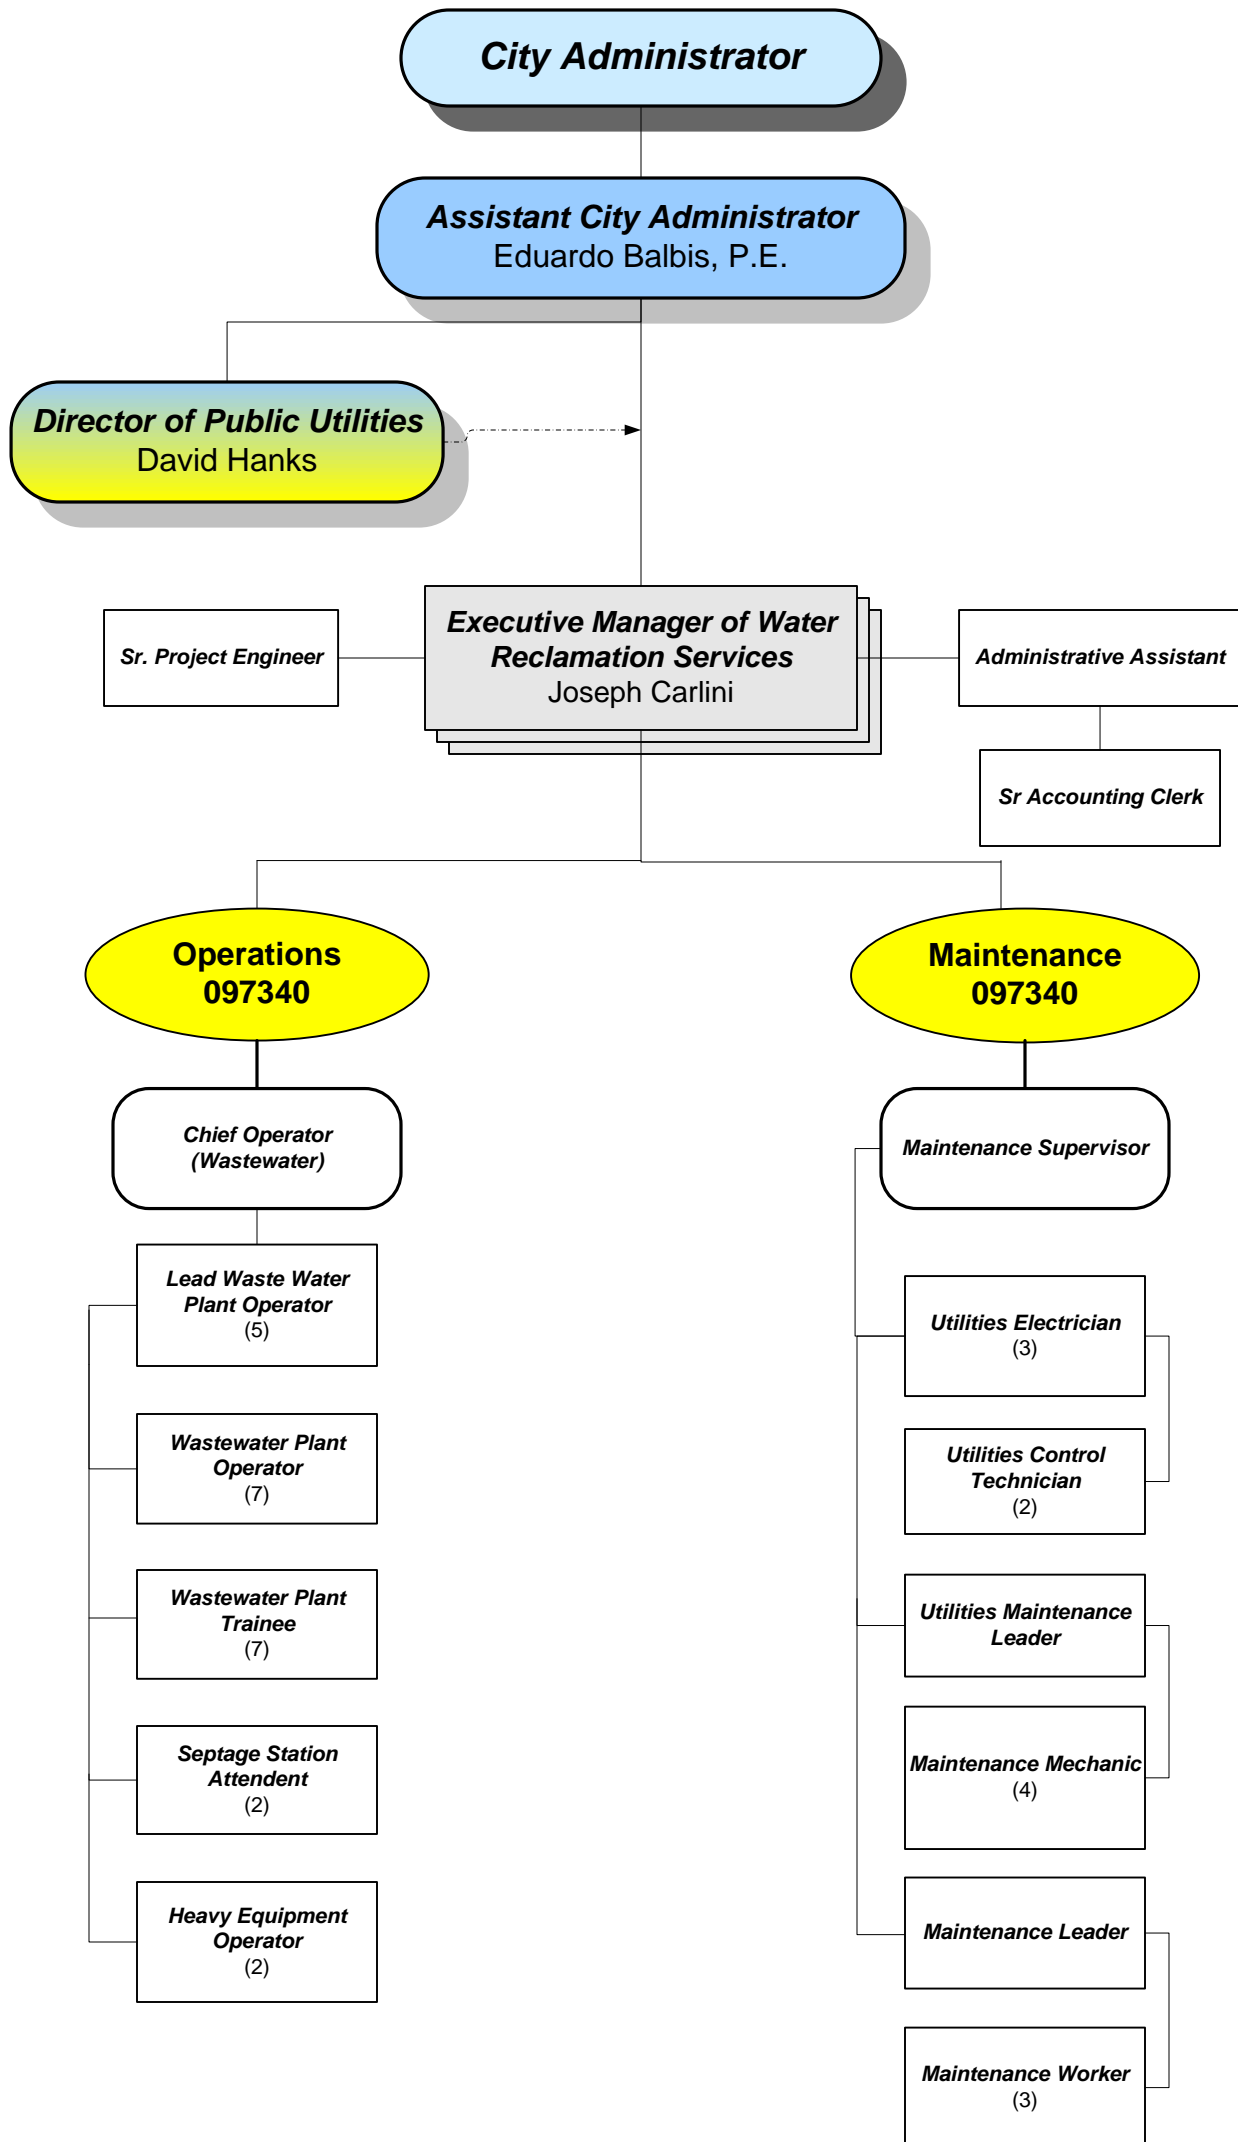 City Administrator
Assistant City Administrator
Eduardo Balbis, P.E.
Director of Public Utilities
David Hanks
Sr. Project Engineer
Executive Manager of Water
Reclamation Services
Joseph Carlini
Administrative Assistant
Sr Accounting Clerk
Operations
097340
Chief Operator
(Wastewater)
Lead Waste Water
Plant Operator
(5)
Wastewater Plant
Operator
(7)
Wastewater Plant
Trainee
(7)
Septage Station
Attendent
(2)
Heavy Equipment
Operator
(2)
Maintenance
097340
Maintenance Supervisor
Utilities Electrician
(3)
Utilities Control
Technician
(2)
Utilities Maintenance
Leader
Maintenance Mechanic
(4)
Maintenance Leader
Maintenance Worker
(3)